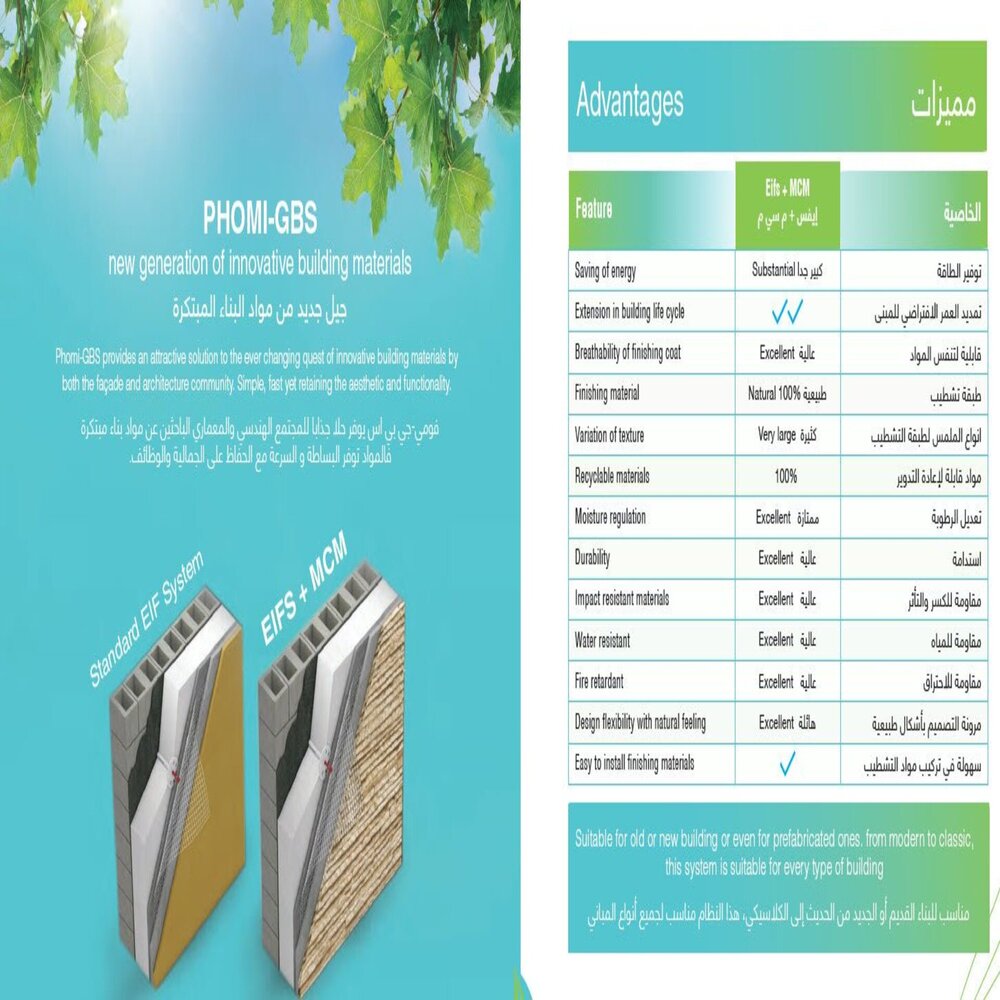 PHOMI-GBS
new generation of innovative building materials
جيل جديد من مواد البناء المبتكرة
Phomi-GBS provides an attractive solution to the ever changing quest of innovative building materials by
both the façade and architecture community. Simple, fast yet retaining the aesthetic and functionality.
فومي-جي بي اس يوفر حلا جذابا للمجتمع الهندسي والمعماري الباحثين عن مواد بناء مبتكرة
فالمواد توفر البساطة و السرعة مع الحفاظ على الجمالية والوظائف.
Standard EIF System
EIFS + MCM
Advantages مميزات
Feature Eifs + MCM إيفس + م سي م الخاصية
Saving of energy Substantial كبير جدا توفير الطاقة
Extension in building life cycle ✓✓ تمديد العمر الافتراضي للمبنى
Breathability of finishing coat Excellent عالية قابلية لتنفس المواد
Finishing material Natural 100% طبيعية طبقة تشطيب
Variation of texture Very large كثيرة انواع الملمس لطبقة التشطيب
Recyclable materials 100% مواد قابلة لإعادة التدوير
Moisture regulation Excellent ممتازة تعديل الرطوبة
Durability Excellent عالية استدامة
Impact resistant materials Excellent عالية مقاومة للكسر والتأثر
Water resistant Excellent عالية مقاومة للمياه
Fire retardant Excellent عالية مقاومة للاحتراق
Design flexibility with natural feeling Excellent هائلة مرونة التصميم بأشكال طبيعية
Easy to install finishing materials ✓ سهولة في تركيب مواد التشطيب
Suitable for old or new building or even for prefabricated ones. from modern to classic,
this system is suitable for every type of building
مناسب للبناء القديم أو الجديد من الحديث إلى الكلاسيكي، هذا النظام مناسب لجميع أنواع المباني